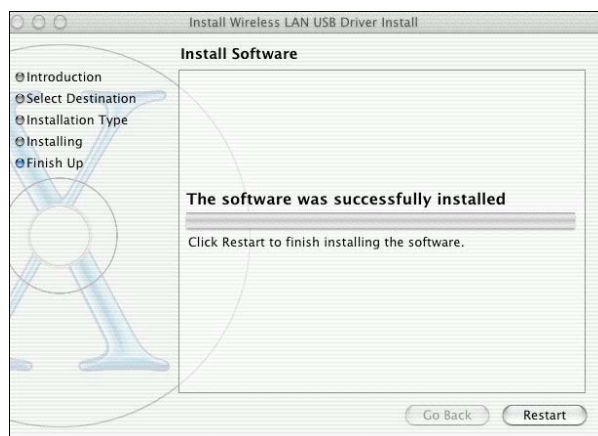 Install Wireless LAN USB Driver Install
Install Software
Introduction
Select Destination
Installation Type
Installing
Finish Up
The software was successfully installed
Click Restart to finish installing the software.
Go Back
Restart